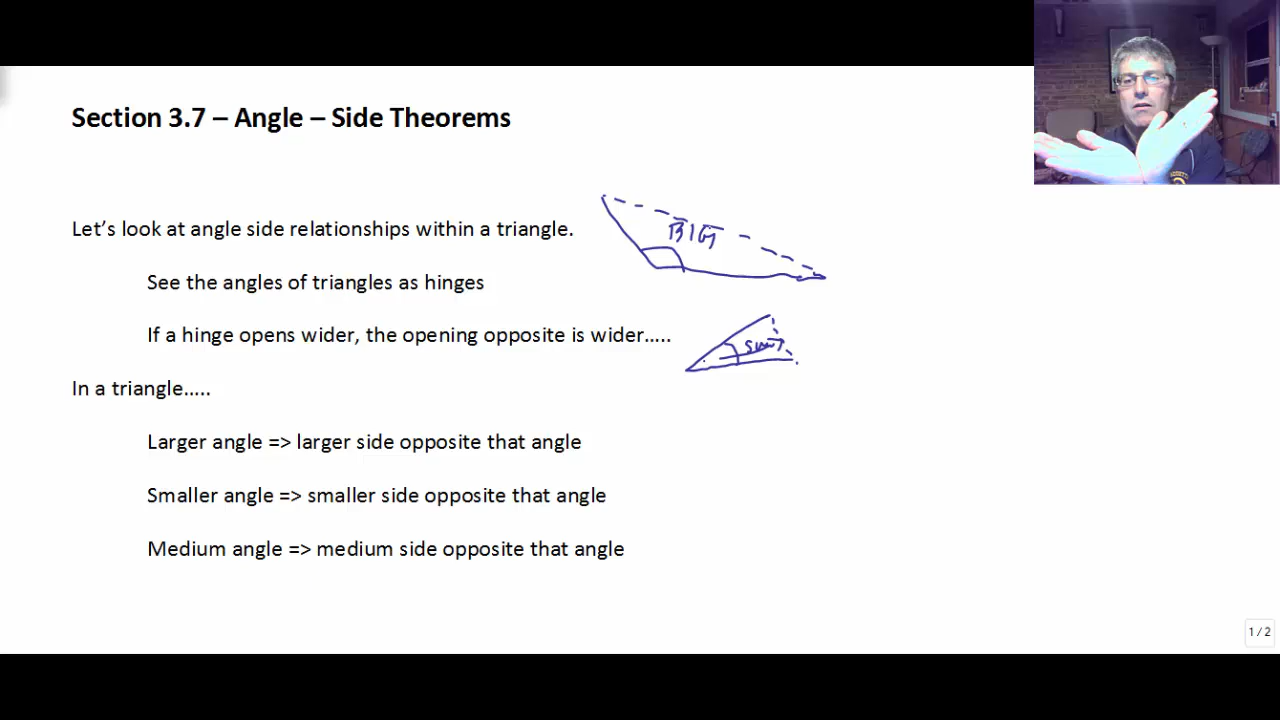 Section 3.7 – Angle – Side Theorems
Let's look at angle side relationships within a triangle.
BIG
See the angles of triangles as hinges
If a hinge opens wider, the opening opposite is wider…..
In a triangle…..
Larger angle => larger side opposite that angle
Smaller angle => smaller side opposite that angle
Medium angle => medium side opposite that angle
1 / 2